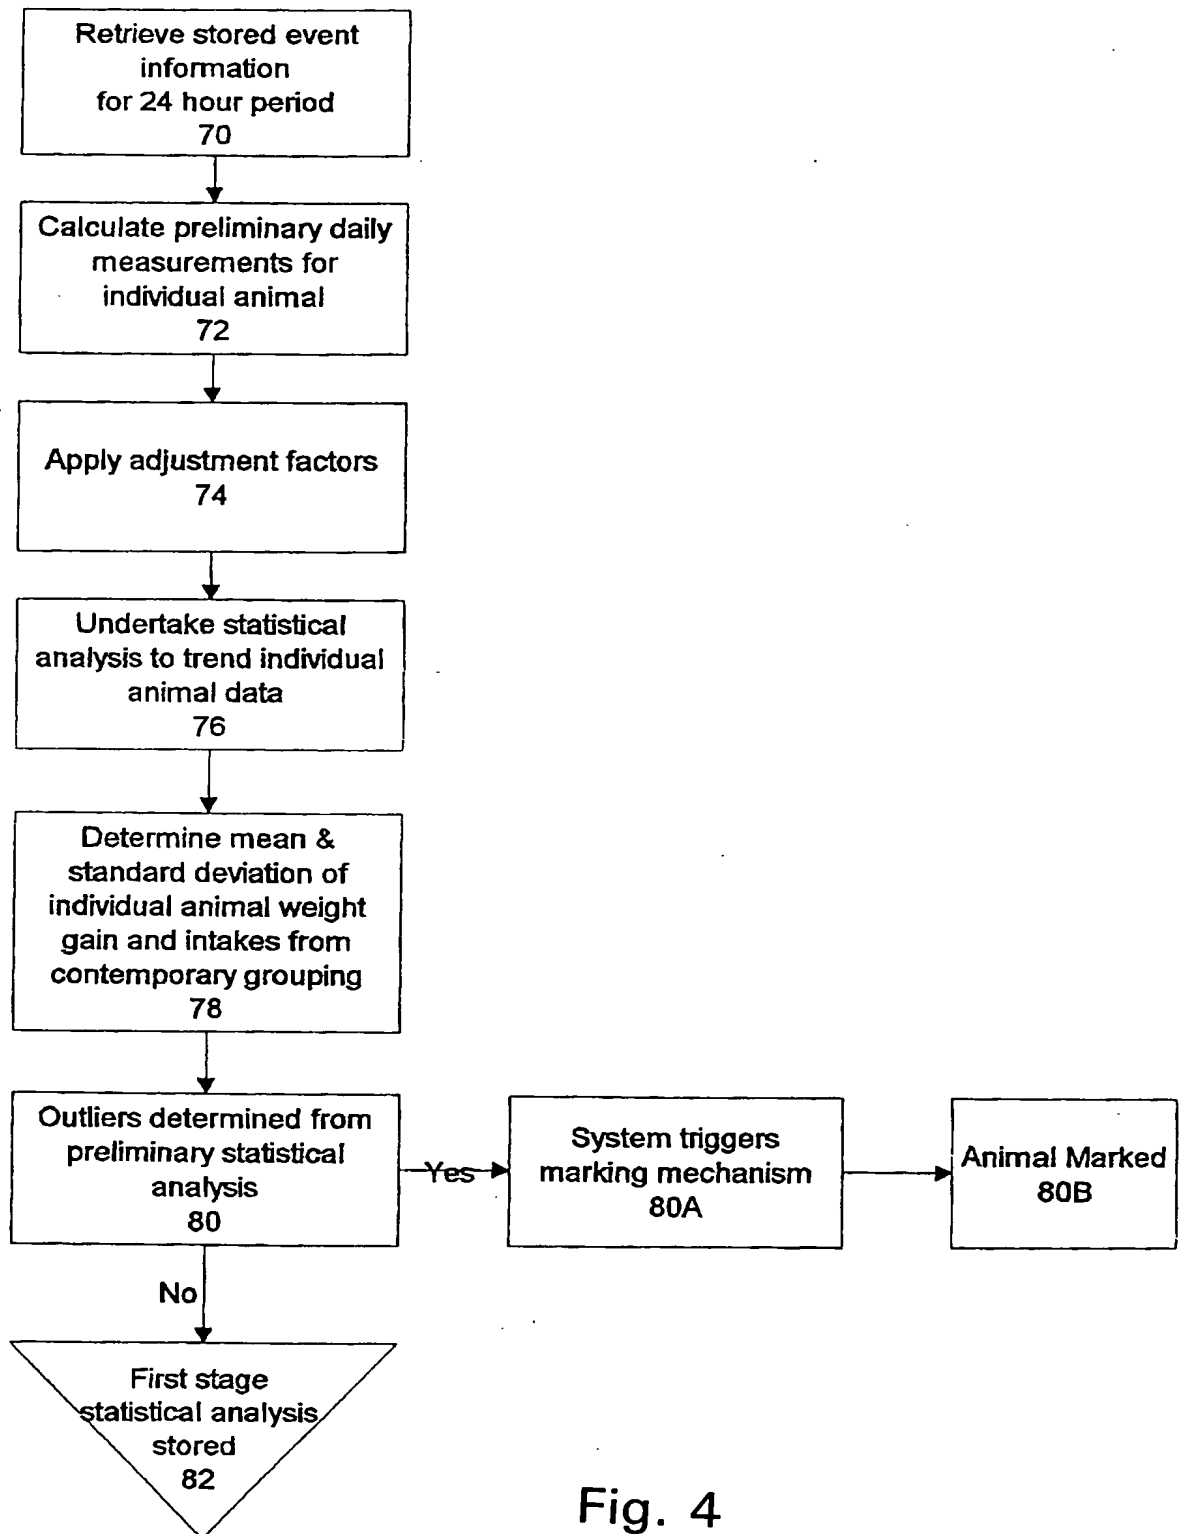 Retrieve stored event
information
for 24 hour period
70
Calculate preliminary daily
measurements for
individual animal
72
Apply adjustment factors
74
Undertake statistical
analysis to trend individual
animal data
76
Determine mean &
standard deviation of
individual animal weight
gain and intakes from
contemporary grouping
78
Outliers determined from
preliminary statistical
analysis
80
Yes
System triggers
marking mechanism
80A
Animal Marked
80B
No
First stage
statistical analysis
stored
82
Fig. 4